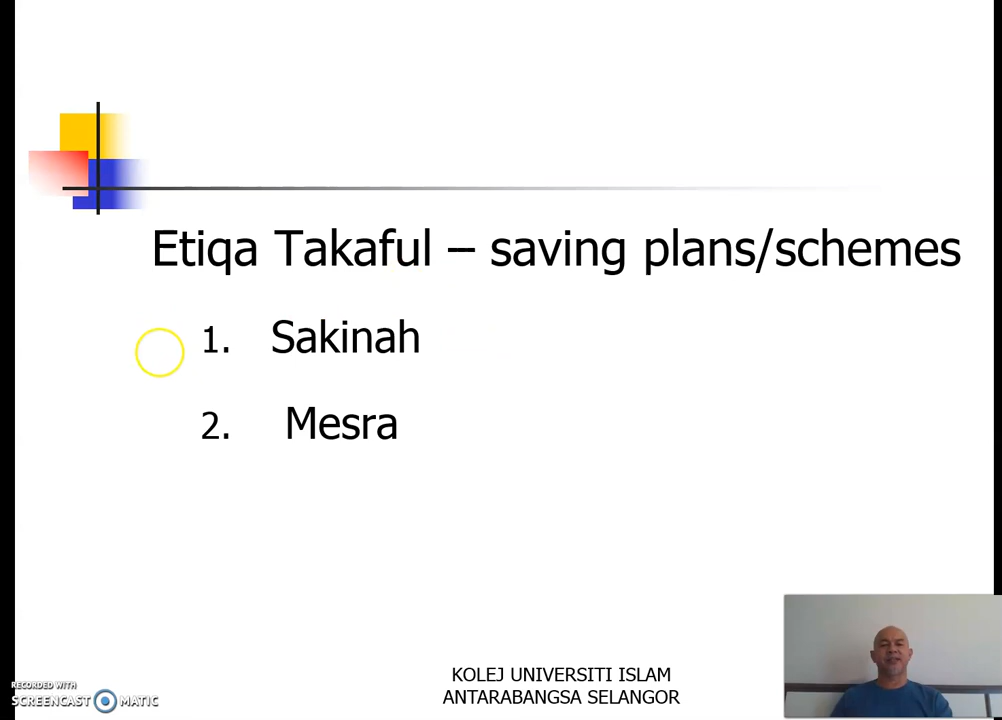 Etiqa Takaful – saving plans/schemes
1. Sakinah
2. Mesra
KOLEJ UNIVERSITI ISLAM
ANTARABANGSA SELANGOR
RECORDED WITH
SCREENCAST MATIC